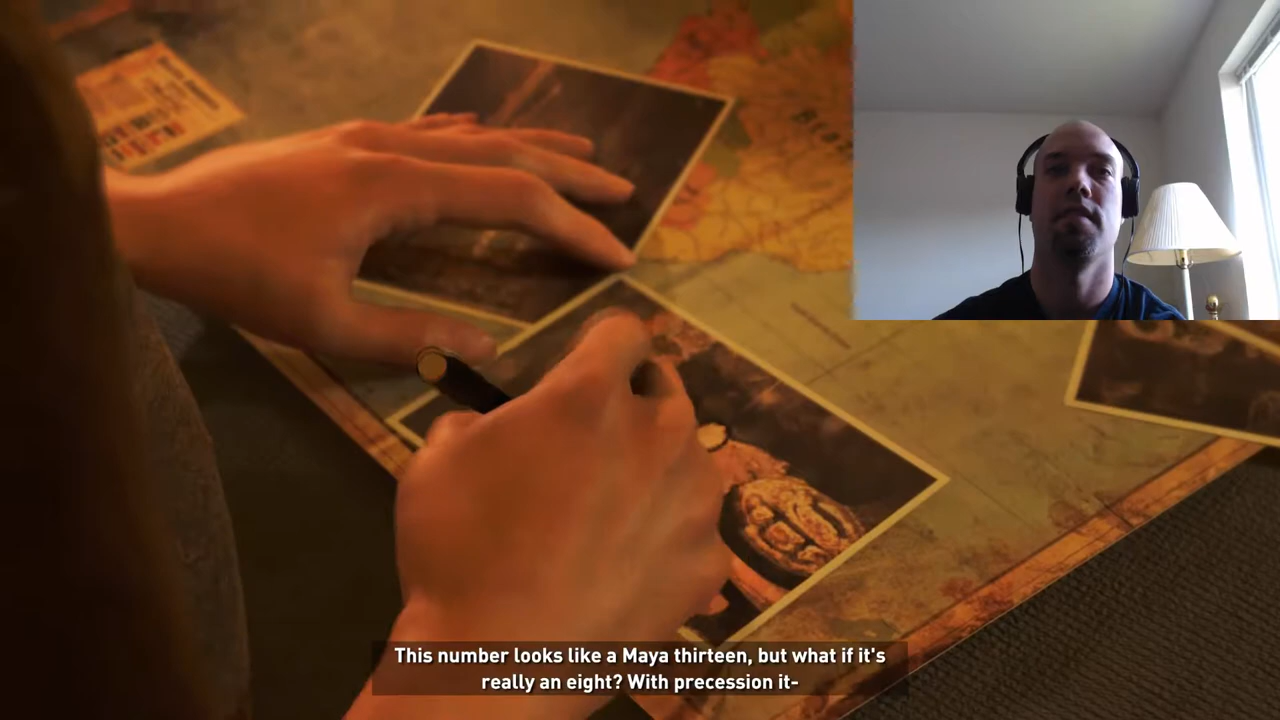 This number looks like a Maya thirteen, but what if it's
really an eight? With precession it-